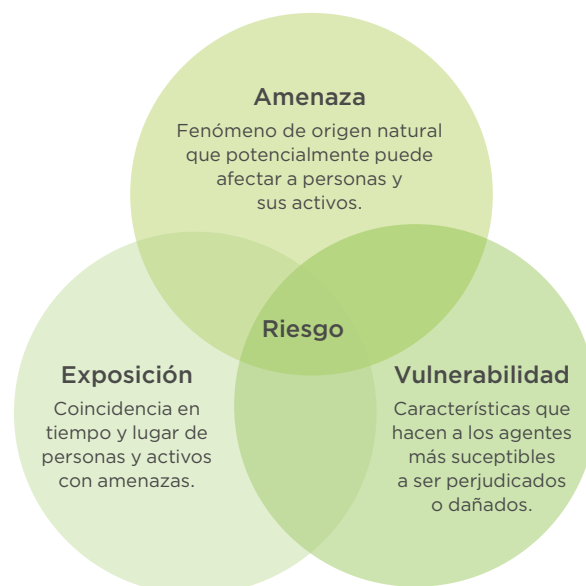 Amenaza
Fenómeno de origen natural
que potencialmente puede
afectar a personas y
sus activos.
Riesgo
Exposición
Coincidencia en
tiempo y lugar de
personas y activos
con amenazas.
Vulnerabilidad
Características que
hacen a los agentes
más suceptibles
a ser perjudicados
o dañados.